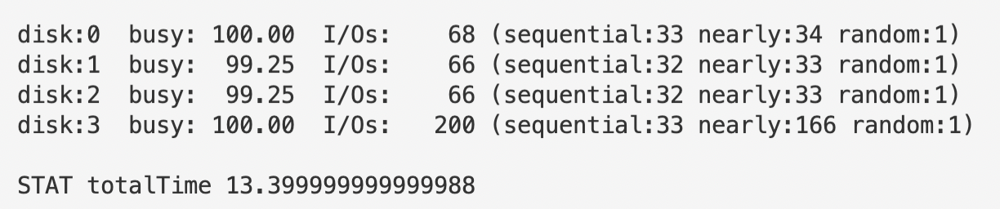 disk:0  busy: 100.00  I/Os:    68 (sequential:33 nearly:34 random:1)
disk:1  busy:  99.25  I/Os:    66 (sequential:32 nearly:33 random:1)
disk:2  busy:  99.25  I/Os:    66 (sequential:32 nearly:33 random:1)
disk:3  busy: 100.00  I/Os:   200 (sequential:33 nearly:166 random:1)

STAT totalTime 13.399999999999988